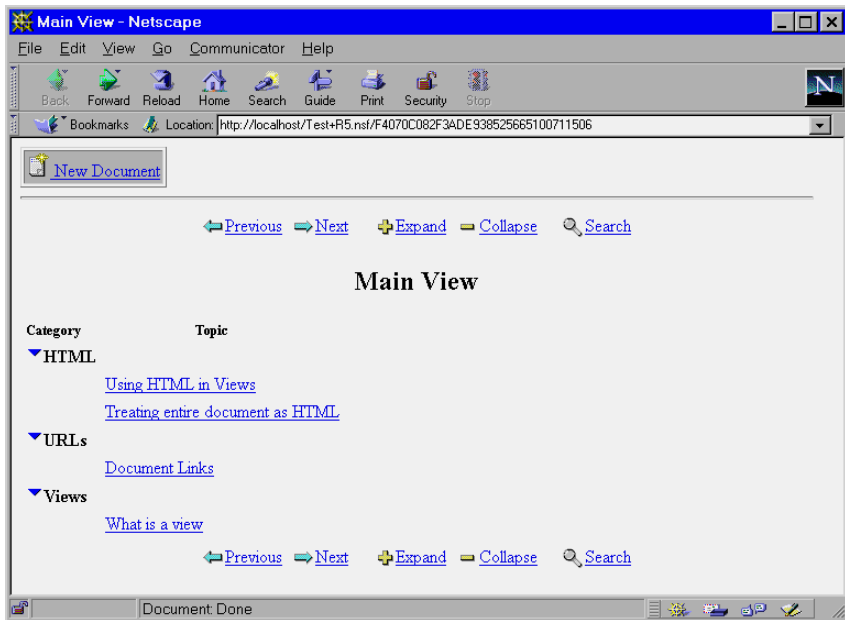 Main View - Netscape
File Edit View Go Communicator Help
Back Forward Reload Home Search Guide Print Security Stop
N
Bookmarks Location: http://localhost/Test+R5.nsf/F4070C082F3ADE938525665100711506
New Document
Previous Next Expand Collapse Search
Main View
Category Topic
HTML
Using HTML in Views
Treating entire document as HTML
URLs
Document Links
Views
What is a view
Previous Next Expand Collapse Search
Document: Done